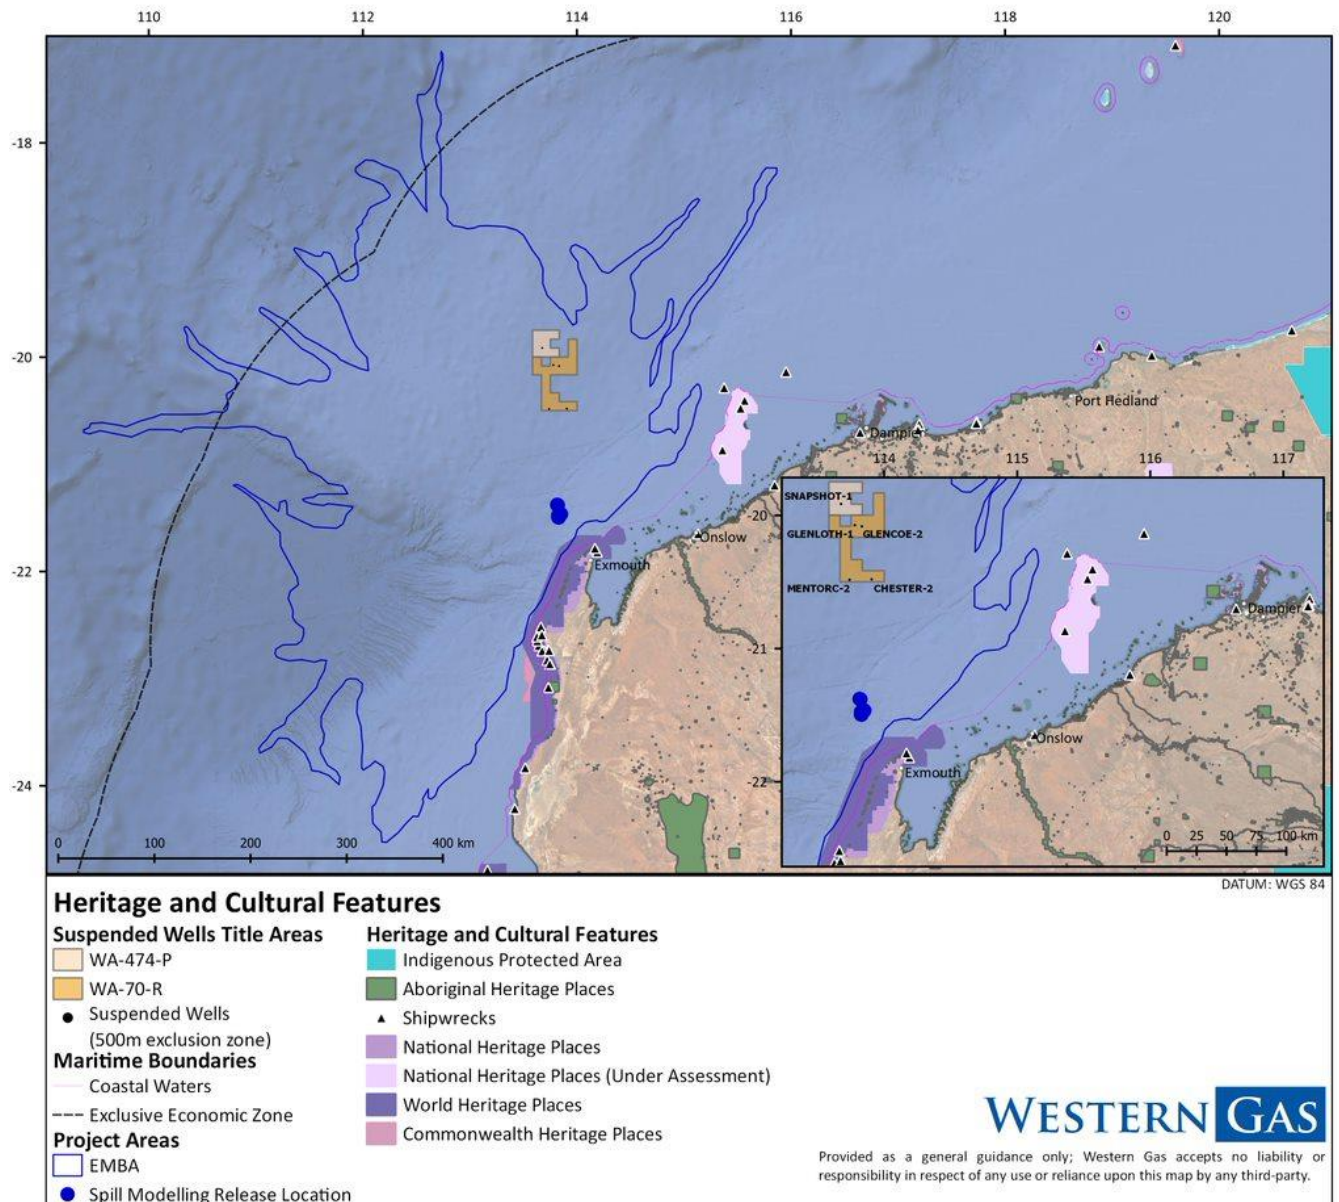 110 112 114 116 118 120
-18
-20
-22
-24
Port Hedland
Dampier
Onslow
Exmouth
0 100 200 300 400 km
114 115 116 117
-20
-21
-22
SNAPSHOT-1
GLENLOTH-1 GLENCOE-2
MENTORC-2 CHESTER-2
Dampier
Onslow
Exmouth
0 25 50 75 100 km
DATUM: WGS 84
Heritage and Cultural Features
Suspended Wells Title Areas
WA-474-P
WA-70-R
Suspended Wells
(500m exclusion zone)
Maritime Boundaries
Coastal Waters
Exclusive Economic Zone
Project Areas
EMBA
Spill Modelling Release Location
Heritage and Cultural Features
Indigenous Protected Area
Aboriginal Heritage Places
Shipwrecks
National Heritage Places
National Heritage Places (Under Assessment)
World Heritage Places
Commonwealth Heritage Places
WESTERN GAS
Provided as a general guidance only; Western Gas accepts no liability or
responsibility in respect of any use or reliance upon this map by any third-party.